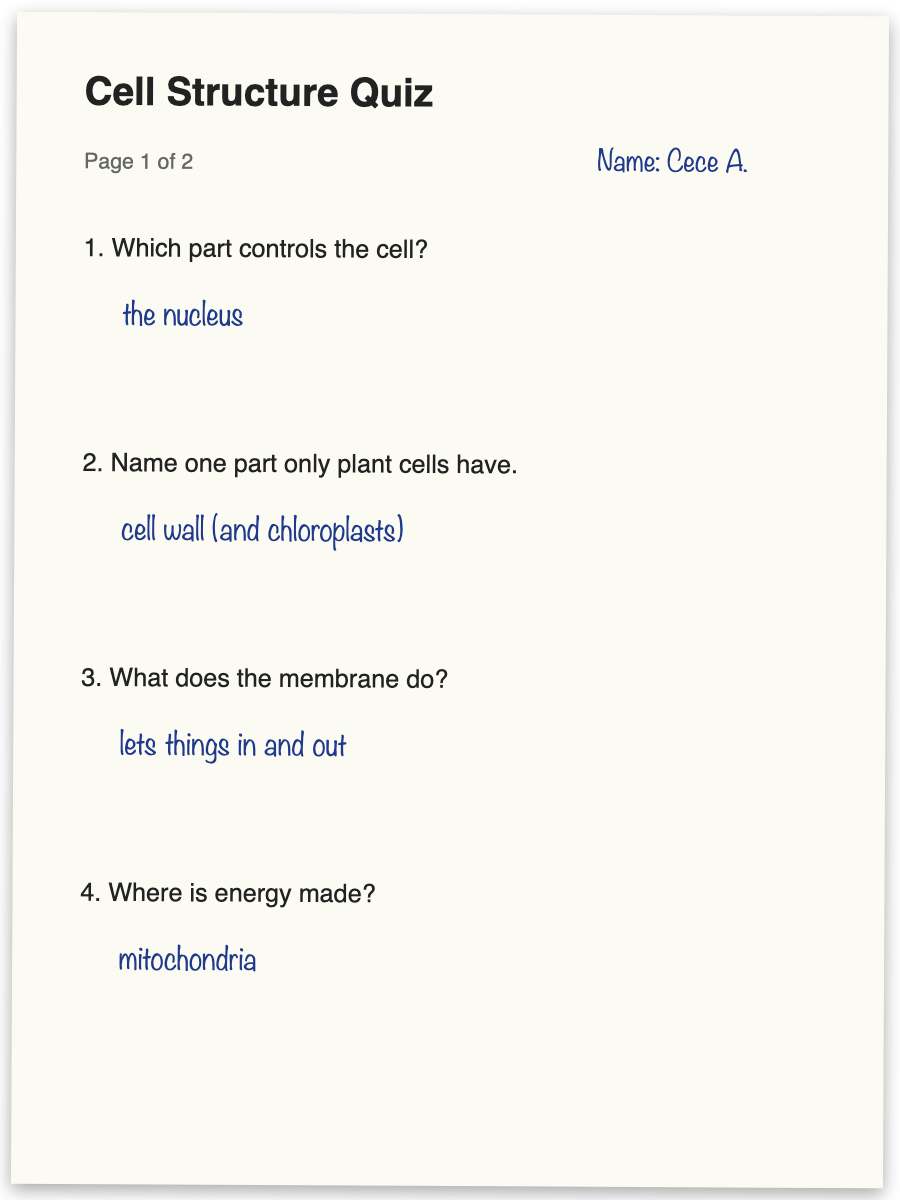 Cell Structure Quiz
Page 1 of 2
Name: Cece A.
1. Which part controls the cell?
the nucleus
2. Name one part only plant cells have.
cell wall (and chloroplasts)
3. What does the membrane do?
lets things in and out
4. Where is energy made?
mitochondria